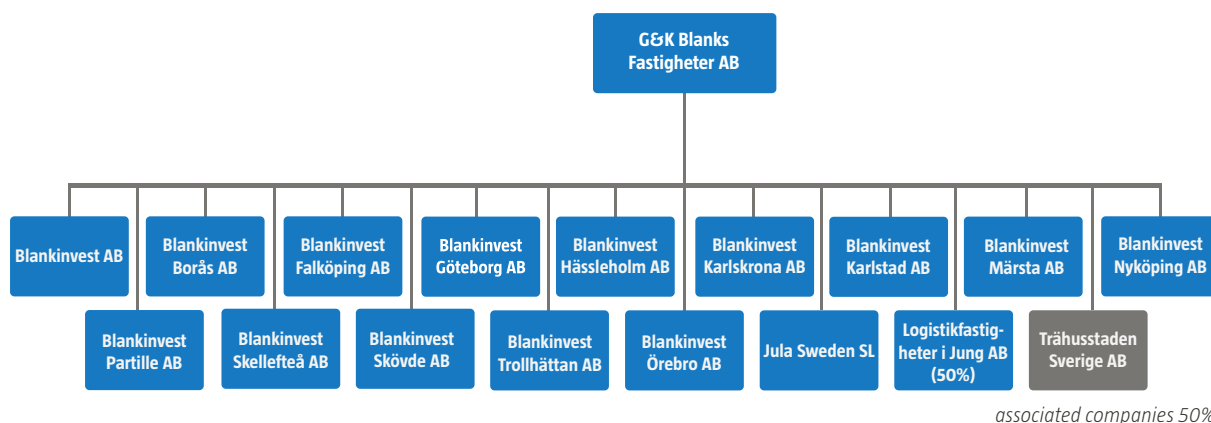 G&K Blanks
Fastigheter AB
Blankinvest AB
Blankinvest
Borås AB
Blankinvest
Falköping AB
Blankinvest
Göteborg AB
Blankinvest
Hässleholm AB
Blankinvest
Karlskrona AB
Blankinvest
Karlstad AB
Blankinvest
Märsta AB
Blankinvest
Nyköping AB
Blankinvest
Partille AB
Blankinvest
Skellefteå AB
Blankinvest
Skövde AB
Blankinvest
Trollhättan AB
Blankinvest
Örebro AB
Jula Sweden SL
Logistikfastig-
heter i Jung AB
(50%)
Trähusstaden
Sverige AB
associated companies 50%